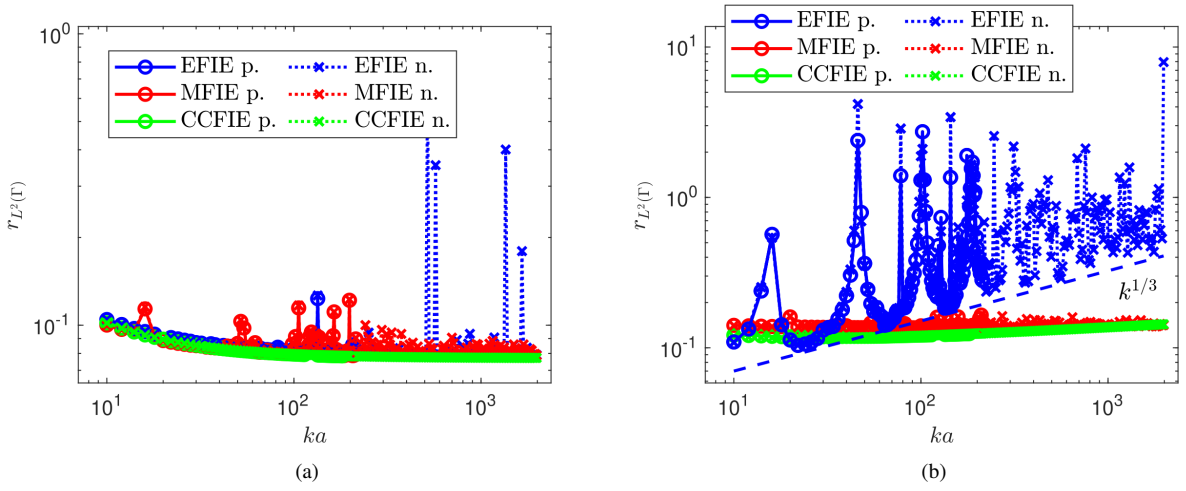 10^0
10^{-1}
r_{L^2(Γ)}
EFIE p. EFIE n.
MFIE p. MFIE n.
CCFIE p. CCFIE n.
10^1 10^2 10^3
ka
(a)
EFIE p. EFIE n.
MFIE p. MFIE n.
CCFIE p. CCFIE n.
10^1
10^0
10^{-1}
r_{L^2(Γ)}
k^{1/3}
10^1 10^2 10^3
ka
(b)